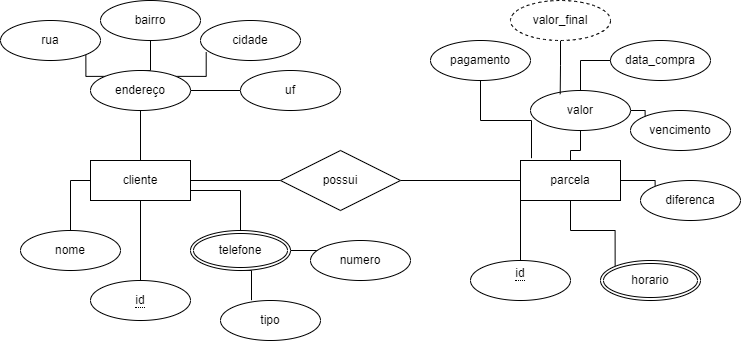 bairro
rua
cidade
endereço
uf
cliente
possui
nome
id
telefone
numero
tipo
valor_final
pagamento
data_compra
valor
vencimento
parcela
diferenca
id
horario